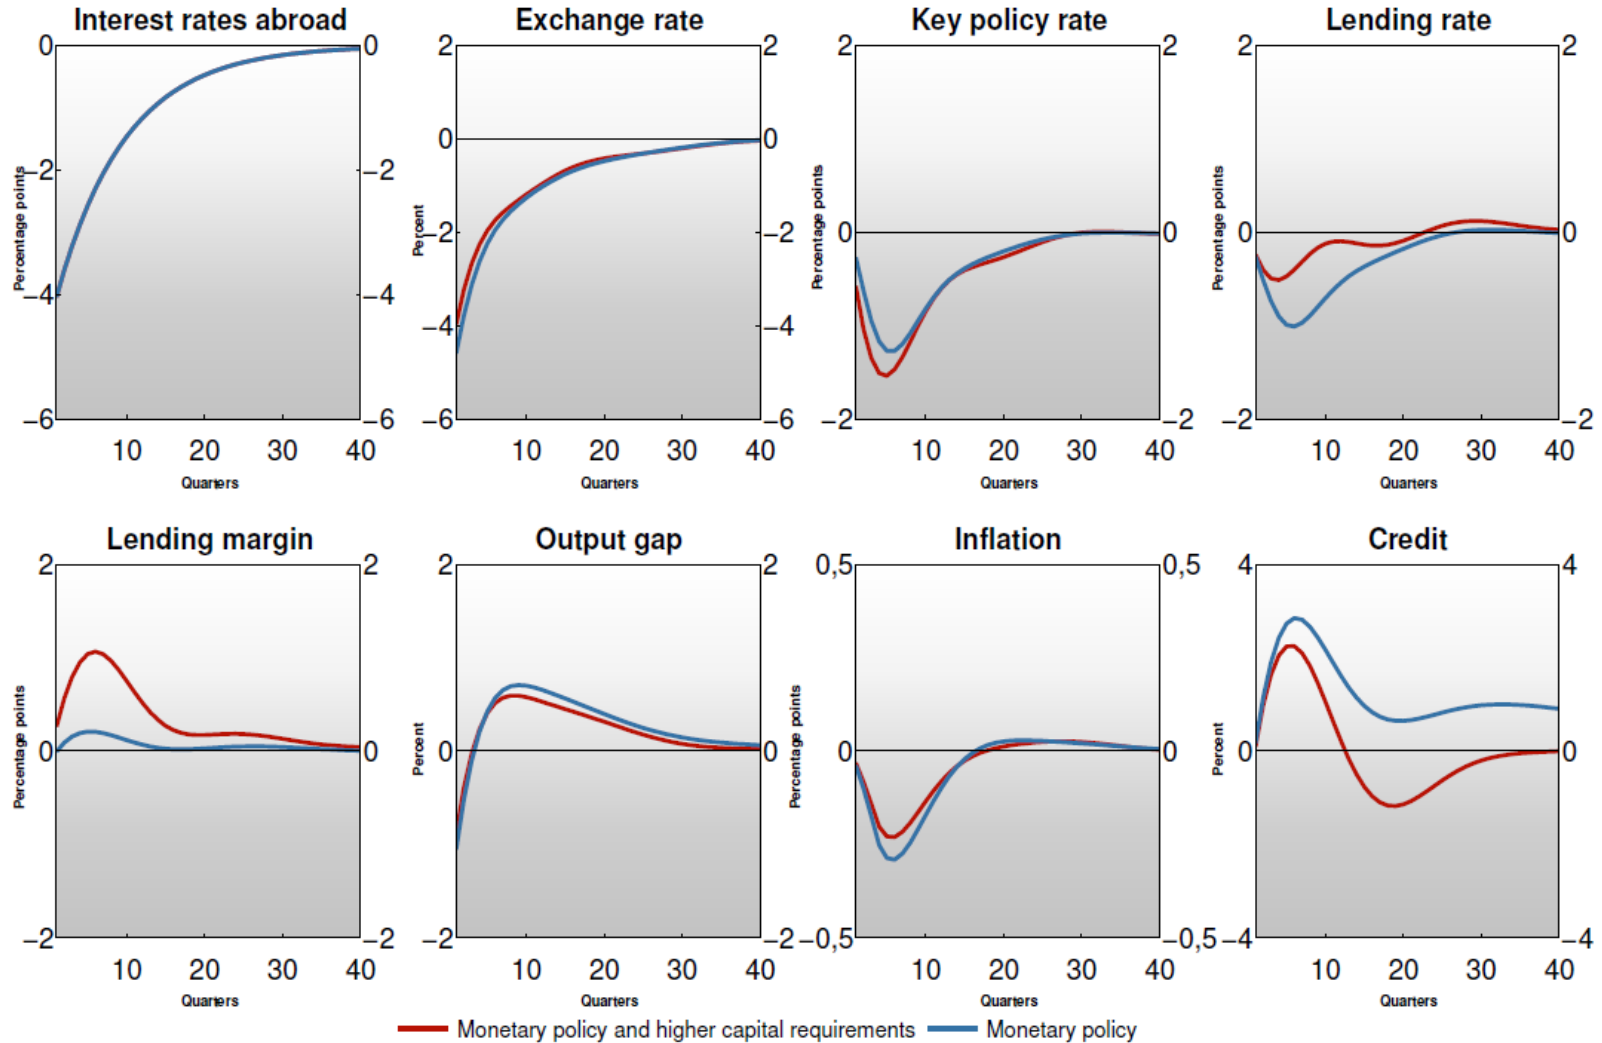 Interest rates abroad
0
−2
−4
−6
0
−2
−4
−6
Percentage points
10 20 30 40
Quarters
Exchange rate
2
0
−2
−4
−6
2
0
−2
−4
−6
Percent
10 20 30 40
Quarters
Key policy rate
2
0
−2
2
0
−2
Percentage points
10 20 30 40
Quarters
Lending rate
2
0
−2
2
0
−2
Percentage points
10 20 30 40
Quarters
Lending margin
2
0
−2
2
0
−2
Percentage points
10 20 30 40
Quarters
Output gap
2
0
−2
2
0
−2
Percent
10 20 30 40
Quarters
Inflation
0,5
0
−0,5
0,5
0
−0,5
Percentage points
10 20 30 40
Quarters
Credit
4
0
−4
4
0
−4
Percent
10 20 30 40
Quarters
Monetary policy and higher capital requirements
Monetary policy